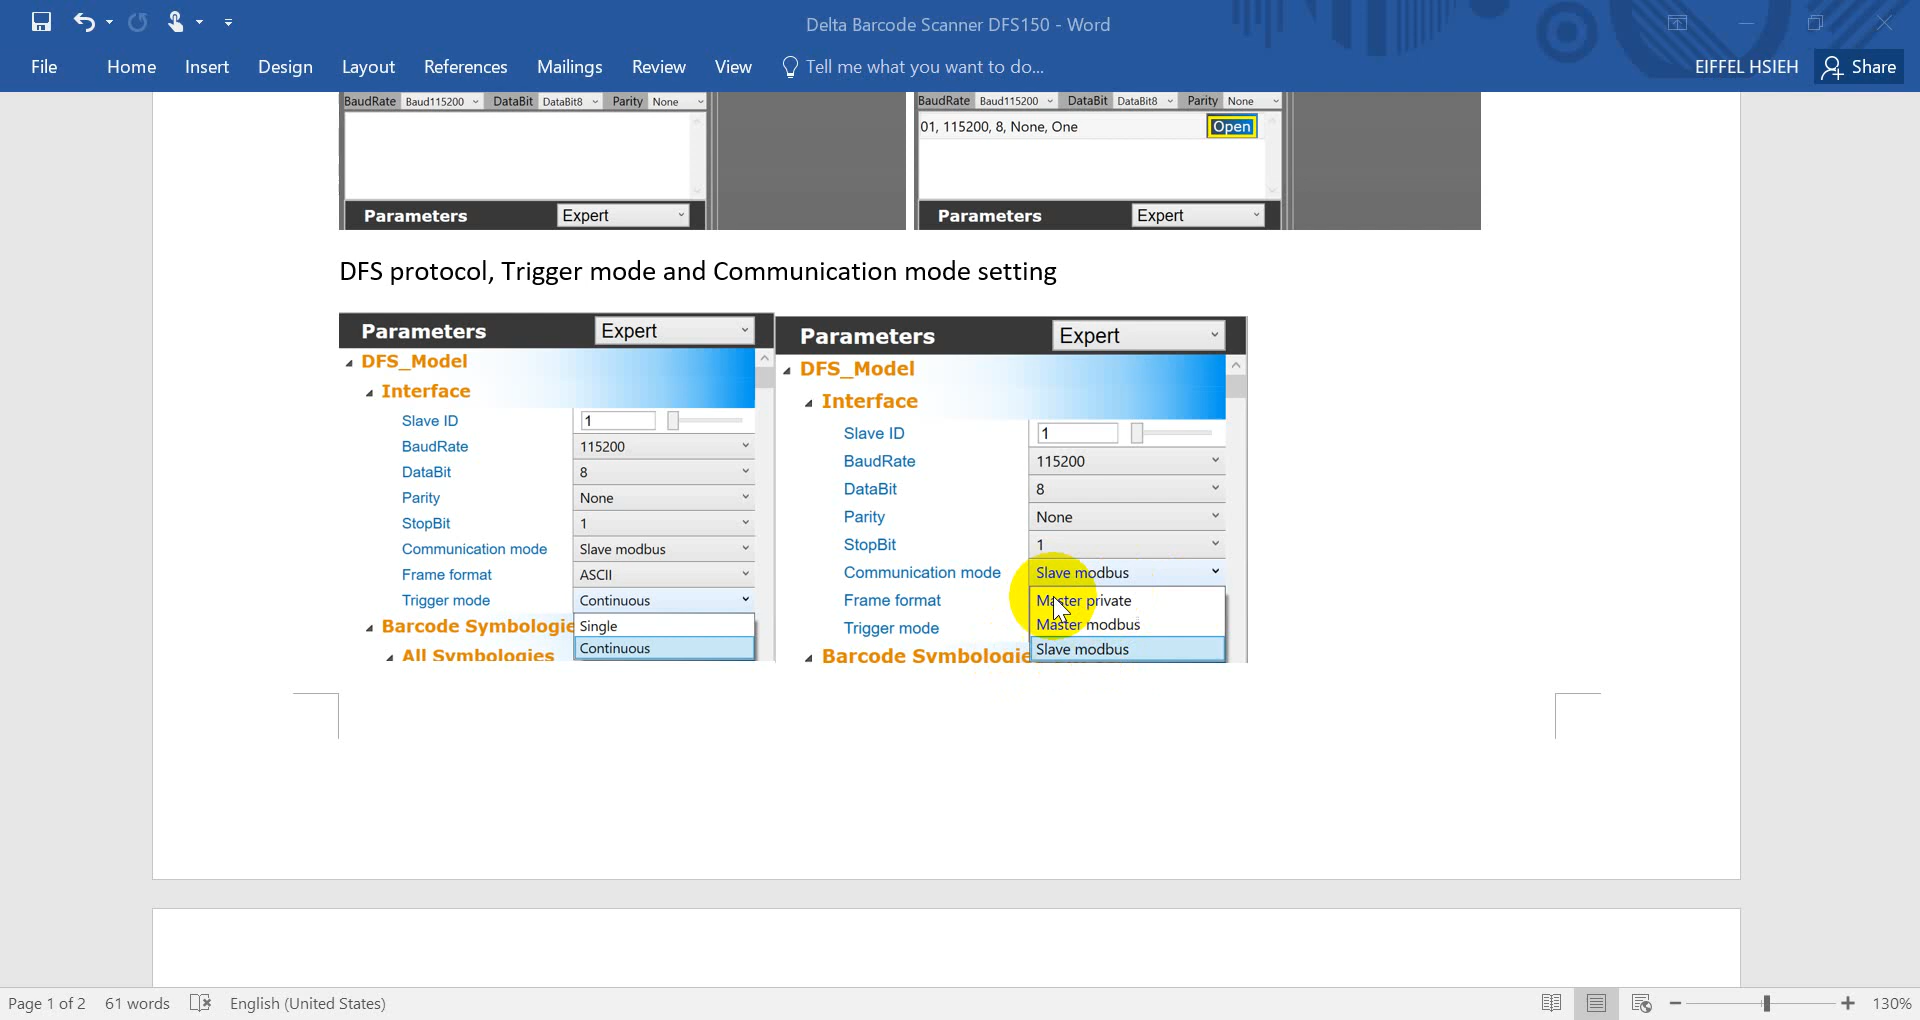 Delta Barcode Scanner DFS150 - Word
File Home Insert Design Layout References Mailings Review View Tell me what you want to do... EIFFEL HSIEH Share
BaudRate Baud115200 DataBit DataBit8 Parity None
Parameters Expert
BaudRate Baud115200 DataBit DataBit8 Parity None
01, 115200, 8, None, One Open
Parameters Expert
DFS protocol, Trigger mode and Communication mode setting
Parameters Expert
DFS_Model
Interface
Slave ID 1
BaudRate 115200
DataBit 8
Parity None
StopBit 1
Communication mode Slave modbus
Frame format ASCII
Trigger mode Continuous
Barcode Symbologie Single
All Symbologies Continuous
Parameters Expert
DFS_Model
Interface
Slave ID 1
BaudRate 115200
DataBit 8
Parity None
StopBit 1
Communication mode Slave modbus
Frame format Master private
Trigger mode Master modbus
Barcode Symbologie Slave modbus
Page 1 of 2 61 words English (United States) 130%